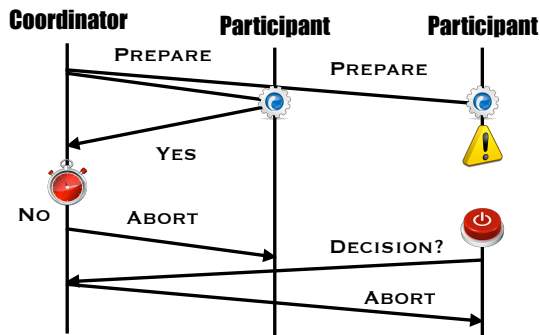 Coordinator
Participant
Participant
PREPARE
PREPARE
YES
NO
ABORT
DECISION?
ABORT